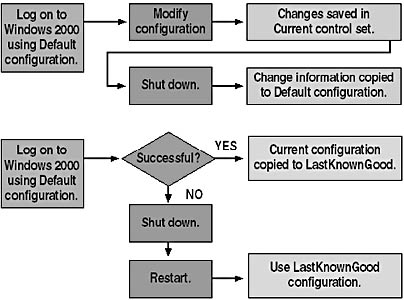 Log on to
Windows 2000
using Default
configuration.
Modify
configuration
Changes saved in
Current control set.
Shut down.
Change information copied
to Default configuration.
Log on to
Windows 2000
using Default
configuration.
Successful?
YES
Current configuration
copied to LastKnownGood.
NO
Shut down.
Restart.
Use LastKnownGood
configuration.